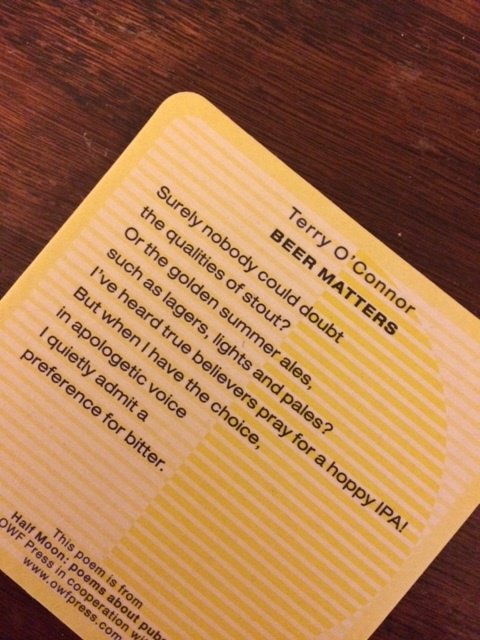 Terry O'Connor
BEER MATTERS
Surely nobody could doubt
the qualities of stout?
Or the golden summer ales,
such as lagers, lights and pales?
I've heard true believers pray for a hoppy IPA!
But when I have the choice,
in apologetic voice
I quietly admit a
preference for bitter.
This poem is from
Half Moon: poems about pubs
OWF Press in cooperation with
www.owfpress.com